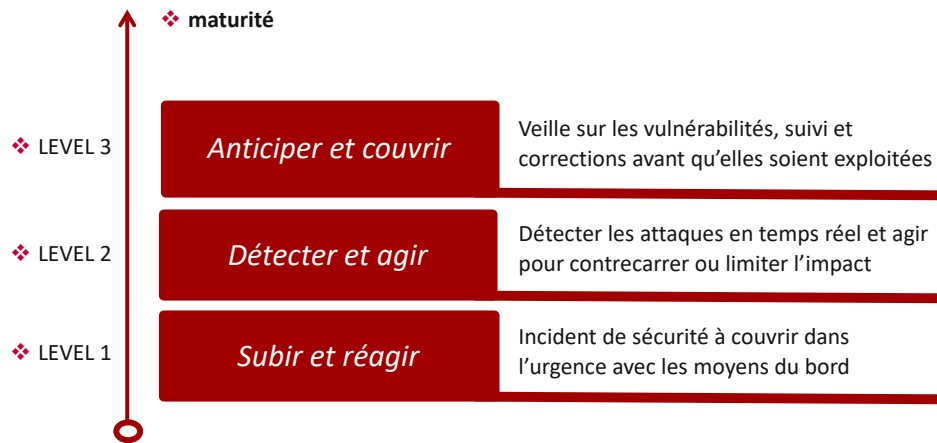 ❖ maturité
❖ LEVEL 3
Anticiper et couvrir
Veille sur les vulnérabilités, suivi et
corrections avant qu’elles soient exploitées
❖ LEVEL 2
Détecter et agir
Détecter les attaques en temps réel et agir
pour contrecarrer ou limiter l’impact
❖ LEVEL 1
Subir et réagir
Incident de sécurité à couvrir dans
l’urgence avec les moyens du bord